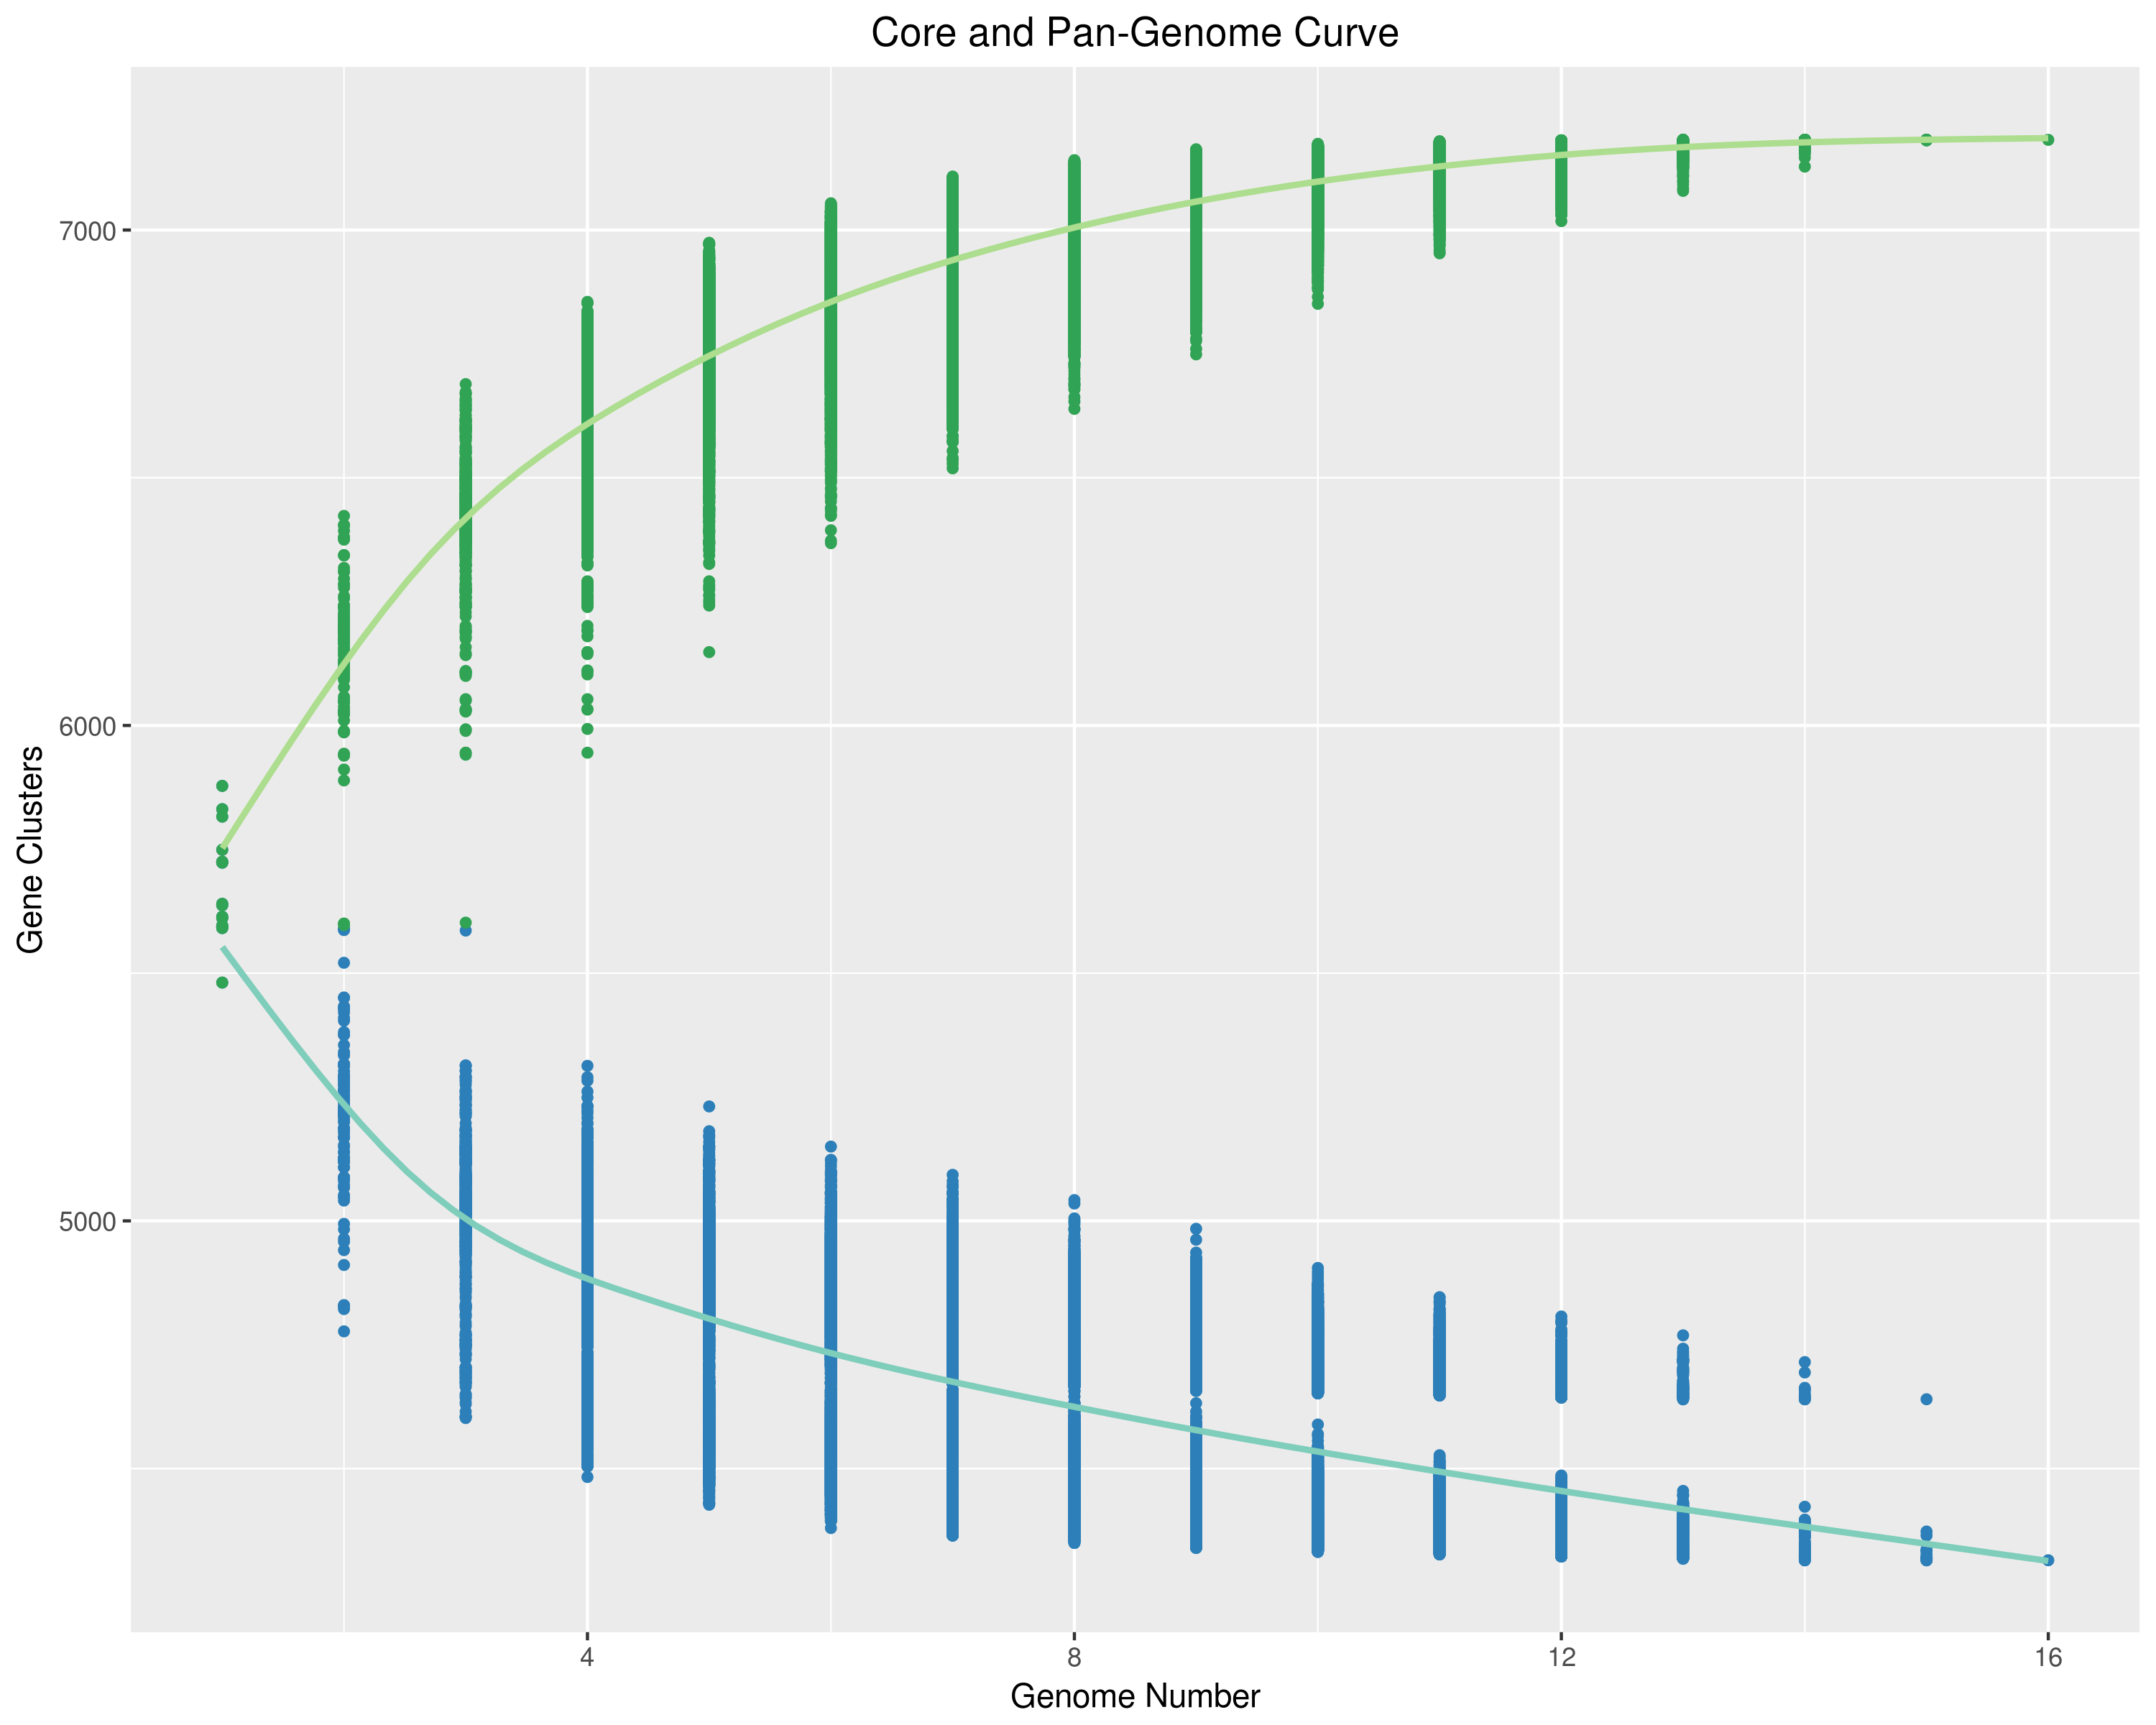 Core and Pan-Genome Curve
Gene Clusters
7000
6000
5000
4 8 12 16
Genome Number